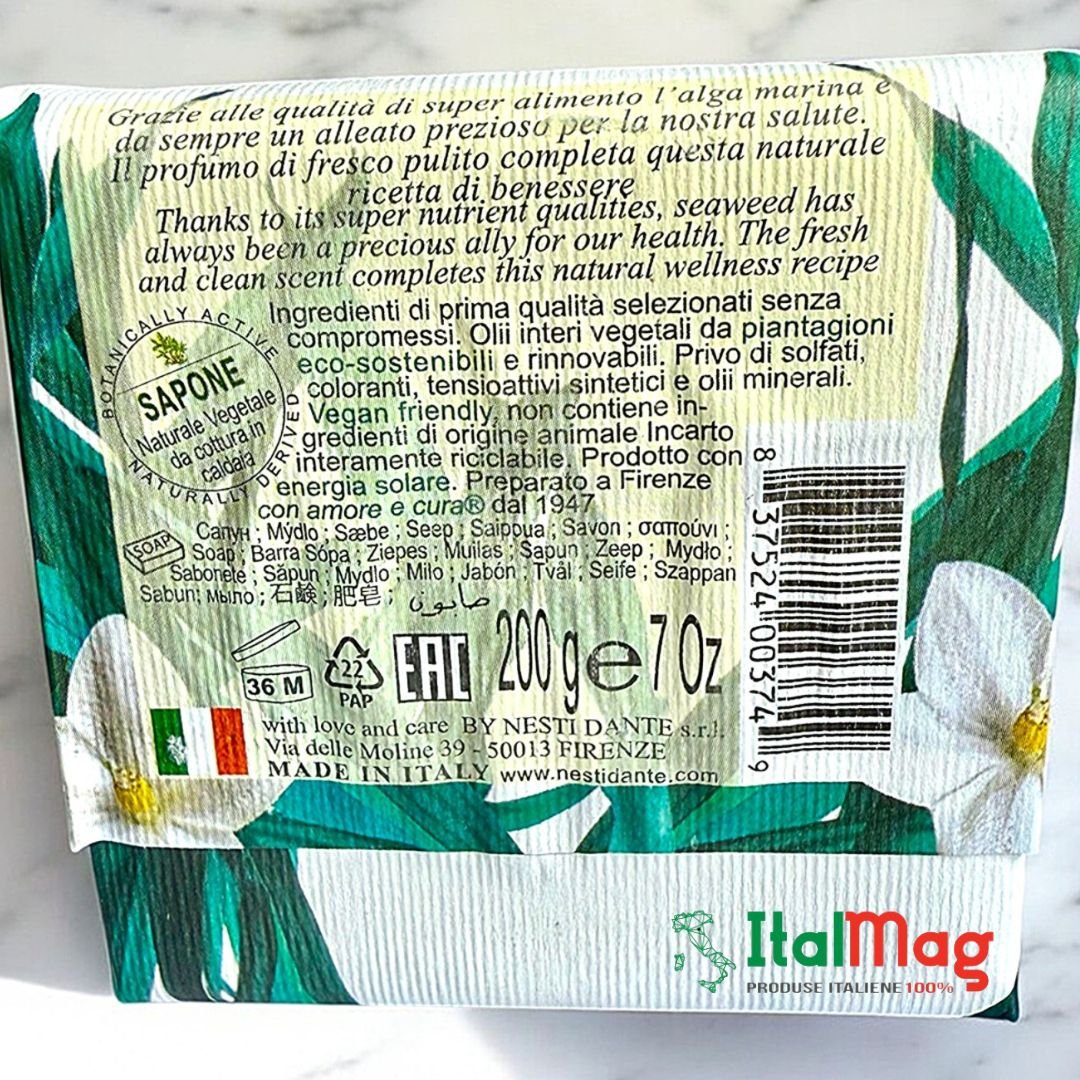 Grazie alle qualità di super alimento l'alga marina è
da sempre un alleato prezioso per la nostra salute.
Il profumo di fresco pulito completa questa naturale
ricetta di benessere
Thanks to its super nutrient qualities, seaweed has
always been a precious ally for our health. The fresh
and clean scent completes this natural wellness recipe
Ingredienti di prima qualità selezionati senza
compromessi. Olii interi vegetali da piantagioni
eco-sostenibili e rinnovabili. Privo di solfati,
coloranti, tensioattivi sintetici e olii minerali.
Vegan friendly, non contiene in-
gredienti di origine animale Incarto
interamente riciclabile. Prodotto con
energia solare. Preparato a Firenze
con amore e cura® dal 1947
BOTANICALLY ACTIVE
SAPONE
Naturale Vegetale
da cottura in
caldaia
NATURALLY DERIVED
SOAP
Сапун ; Mýdlo ; Sæbe ; Seep ; Saippua ; Savon ; σαπούνι ;
Soap ; Barra Sópa ; Ziepes ; Muilas ; Sapun ; Zeep ; Mydło ;
Sabonete ; Săpun ; Mydlo ; Milo ; Jabón ; Tvål ; Seife ; Szappan
Sabun; мыло ; 石鹸 ; 肥皂 ; صابون
8 37524 00374 9
36 M
22
PAP
EAC
200 g e 7 Oz
with love and care BY NESTI DANTE s.r.l.
Via delle Moline 39 - 50013 FIRENZE
MADE IN ITALY www.nestidante.com
ItalMag
PRODUSE ITALIENE 100%